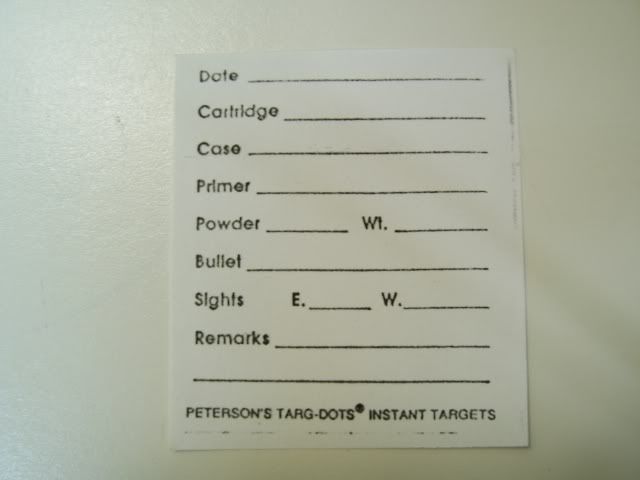 Date
Cartridge
Case
Primer
Powder Wt.
Bullet
Sights E. W.
Remarks
PETERSON'S TARG-DOTS® INSTANT TARGETS